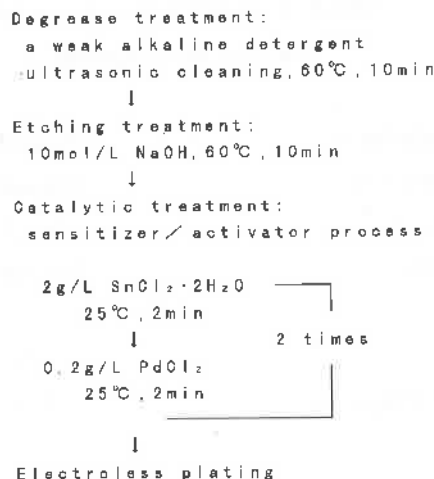 Degrease treatment:
a weak alkaline detergent
ultrasonic cleaning, 60℃, 10min
↓
Etching treatment:
10mol/L NaOH, 60℃, 10min
↓
Catalytic treatment:
sensitizer/activator process
2g/L SnCl₂·2H₂O
25℃, 2min
↓
2 times
0.2g/L PdCl₂
25℃, 2min
↓
Electroless plating